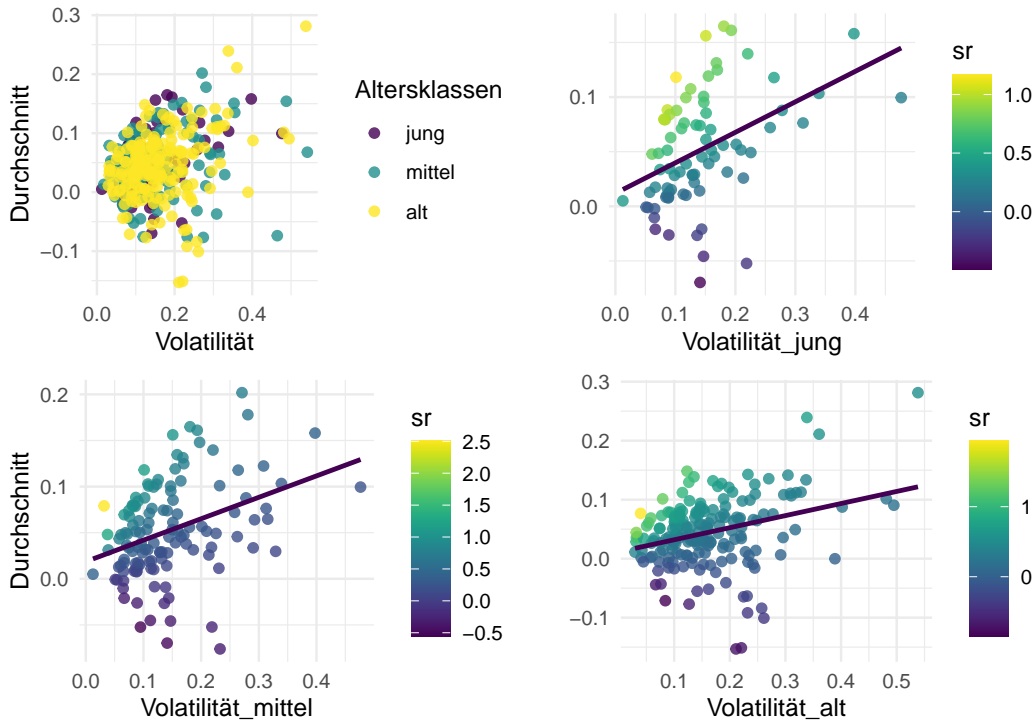 0.3
0.2
0.1
0.0
−0.1
Durchschnitt
0.0 0.2 0.4
Volatilität
Altersklassen
jung
mittel
alt
0.1
0.0
0.0 0.1 0.2 0.3 0.4
Volatilität_jung
sr
1.0
0.5
0.0
0.2
0.1
0.0
Durchschnitt
0.0 0.1 0.2 0.3 0.4
Volatilität_mittel
sr
2.5
2.0
1.5
1.0
0.5
0.0
−0.5
0.3
0.2
0.1
0.0
−0.1
0.1 0.2 0.3 0.4 0.5
Volatilität_alt
sr
1
0